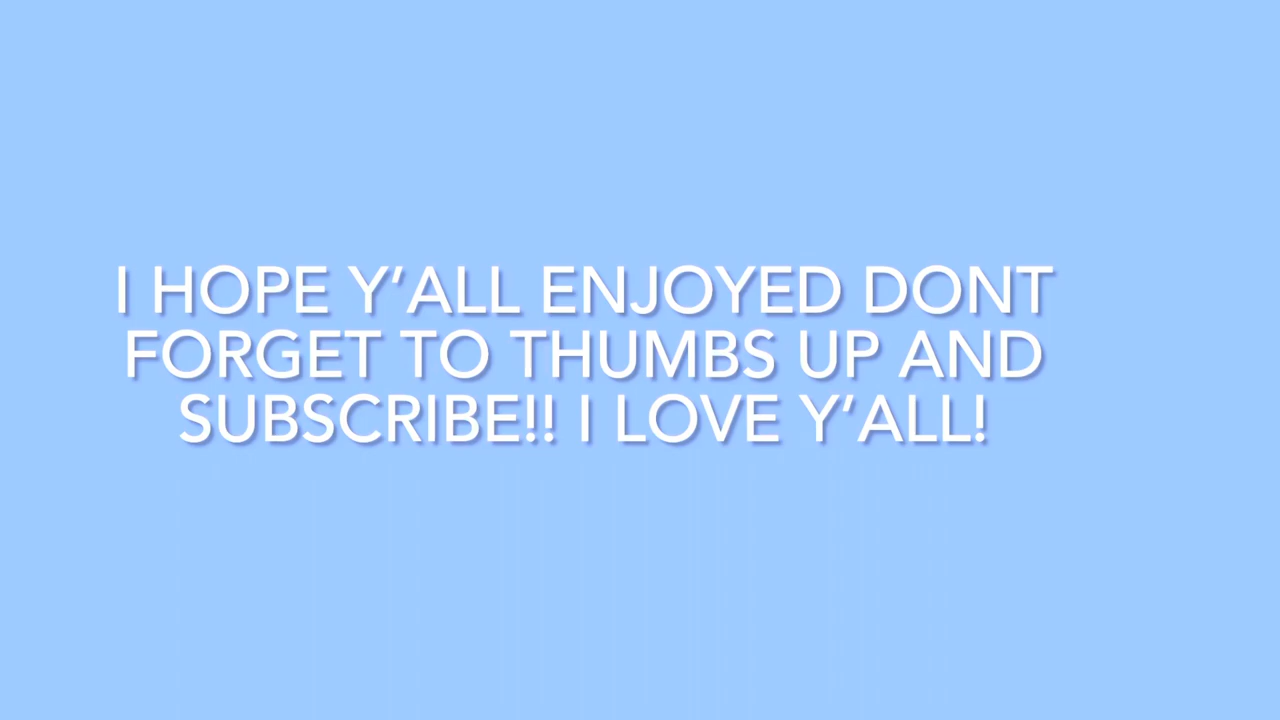 I HOPE Y’ALL ENJOYED DONT
FORGET TO THUMBS UP AND
SUBSCRIBE!! I LOVE Y’ALL!